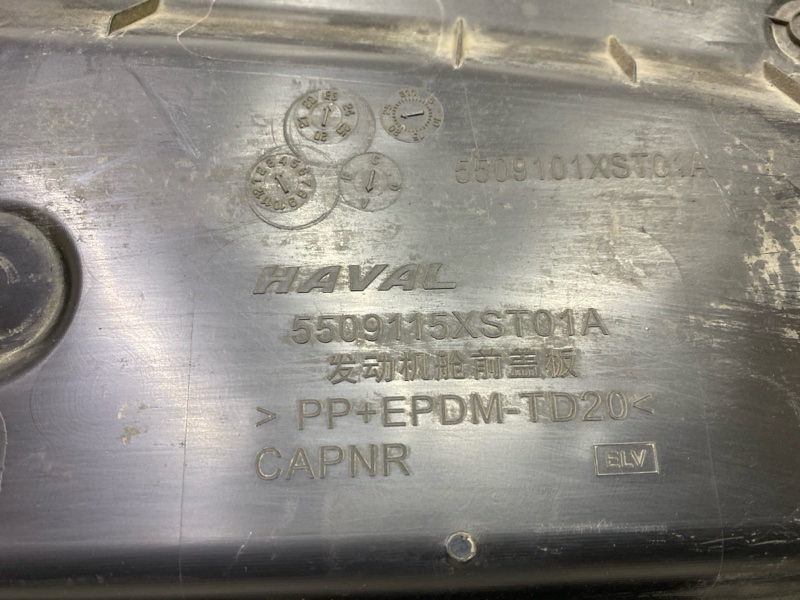 5509101XST01A
HAVAL
5509115XST01A
发动机舱前盖板
> PP+EPDM-TD20<
CAPNR
ELV